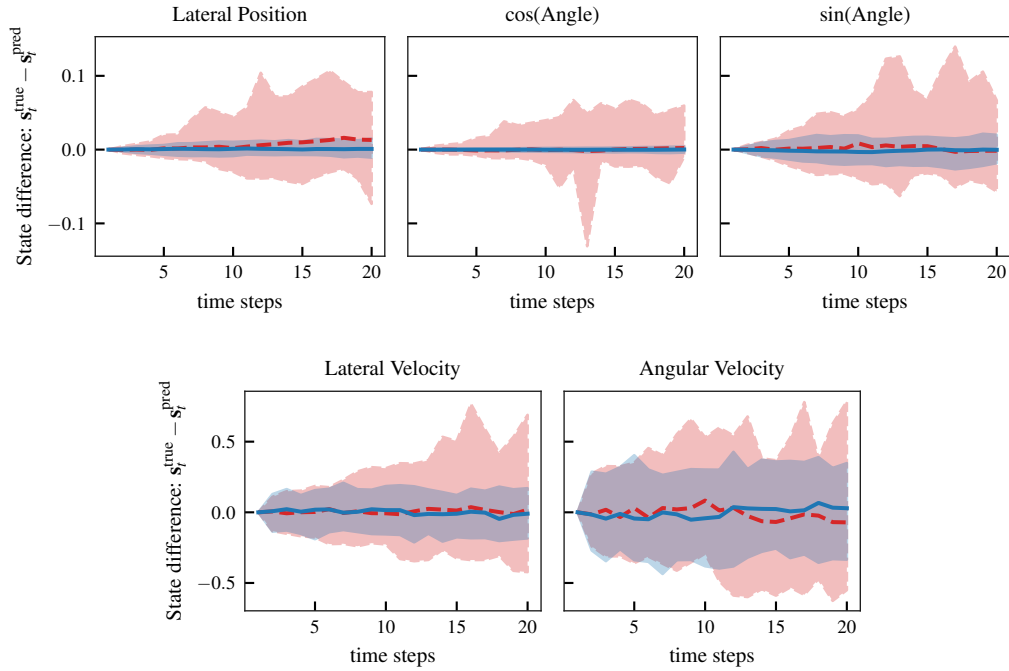 Lateral Position cos(Angle) sin(Angle)
State difference: s_t^true − s_t^pred
0.1
0.0
−0.1
5 10 15 20 5 10 15 20 5 10 15 20
time steps time steps time steps
Lateral Velocity Angular Velocity
State difference: s_t^true − s_t^pred
0.5
0.0
−0.5
5 10 15 20 5 10 15 20
time steps time steps